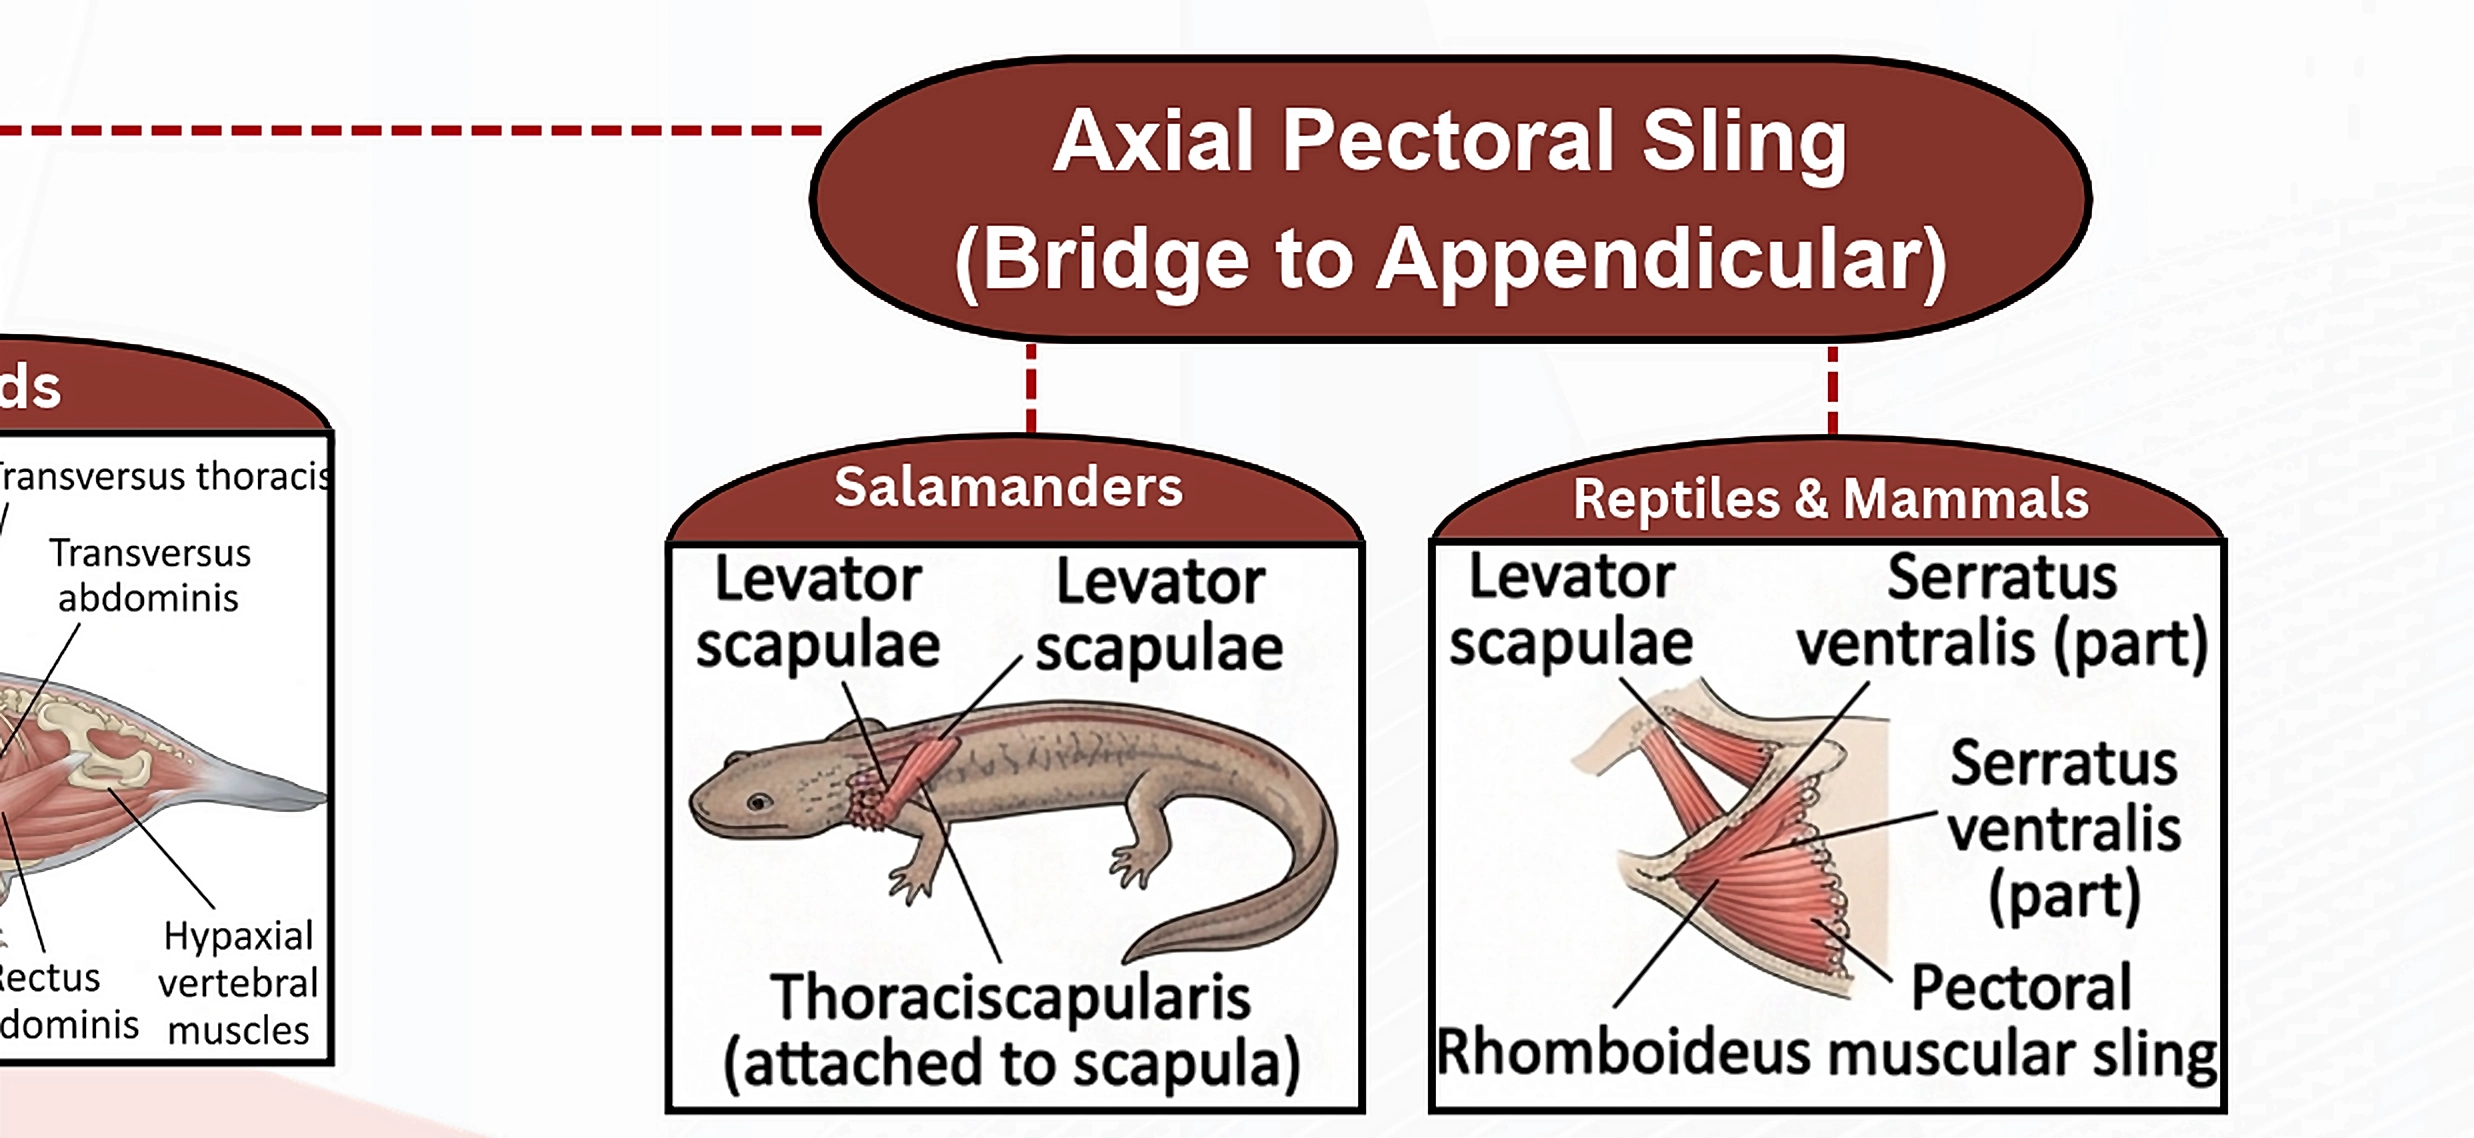 Axial Pectoral Sling
(Bridge to Appendicular)
ds
Transversus thoracis
Transversus
abdominis
Rectus
dominis
Hypaxial
vertebral
muscles
Salamanders
Levator
scapulae
Levator
scapulae
Thoraciscapularis
(attached to scapula)
Reptiles & Mammals
Levator
scapulae
Serratus
ventralis (part)
Serratus
ventralis
(part)
Pectoral
muscular sling
Rhomboideus